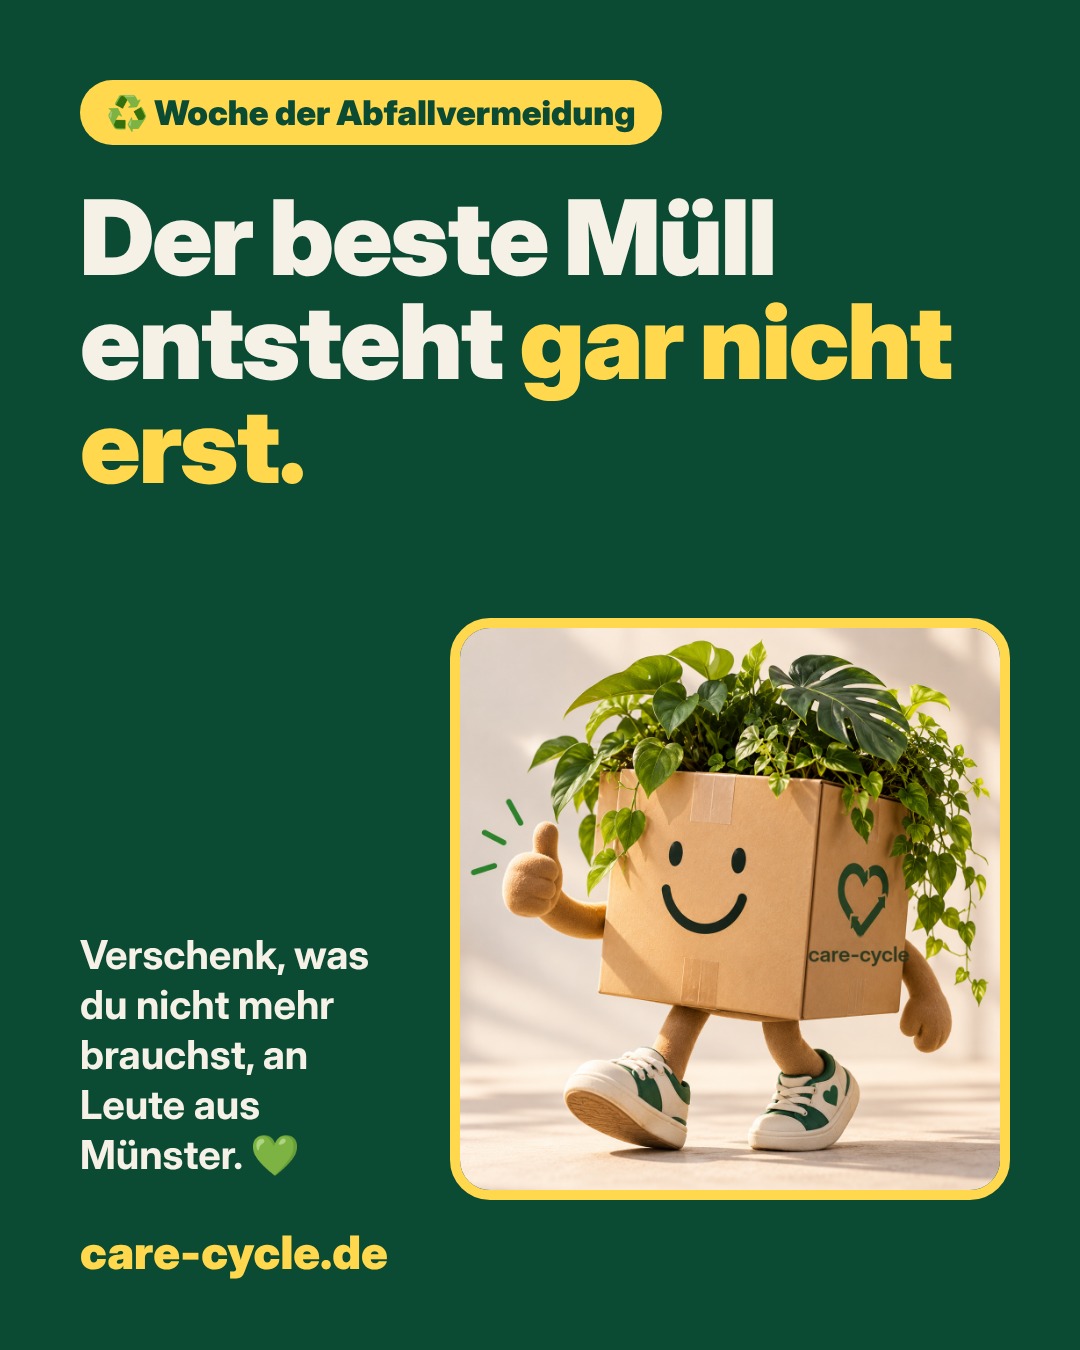 ♻️ Woche der Abfallvermeidung
Der beste Müll
entsteht gar nicht
erst.
care-cycle
Verschenk, was
du nicht mehr
brauchst, an
Leute aus
Münster. 💚
care-cycle.de